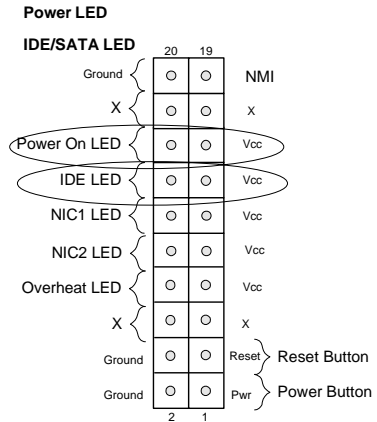 Power LED
IDE/SATA LED
20 19
Ground NMI
X X
Power On LED Vcc
IDE LED Vcc
NIC1 LED Vcc
NIC2 LED Vcc
Overheat LED Vcc
X X
Ground Reset Reset Button
Ground Pwr Power Button
2 1